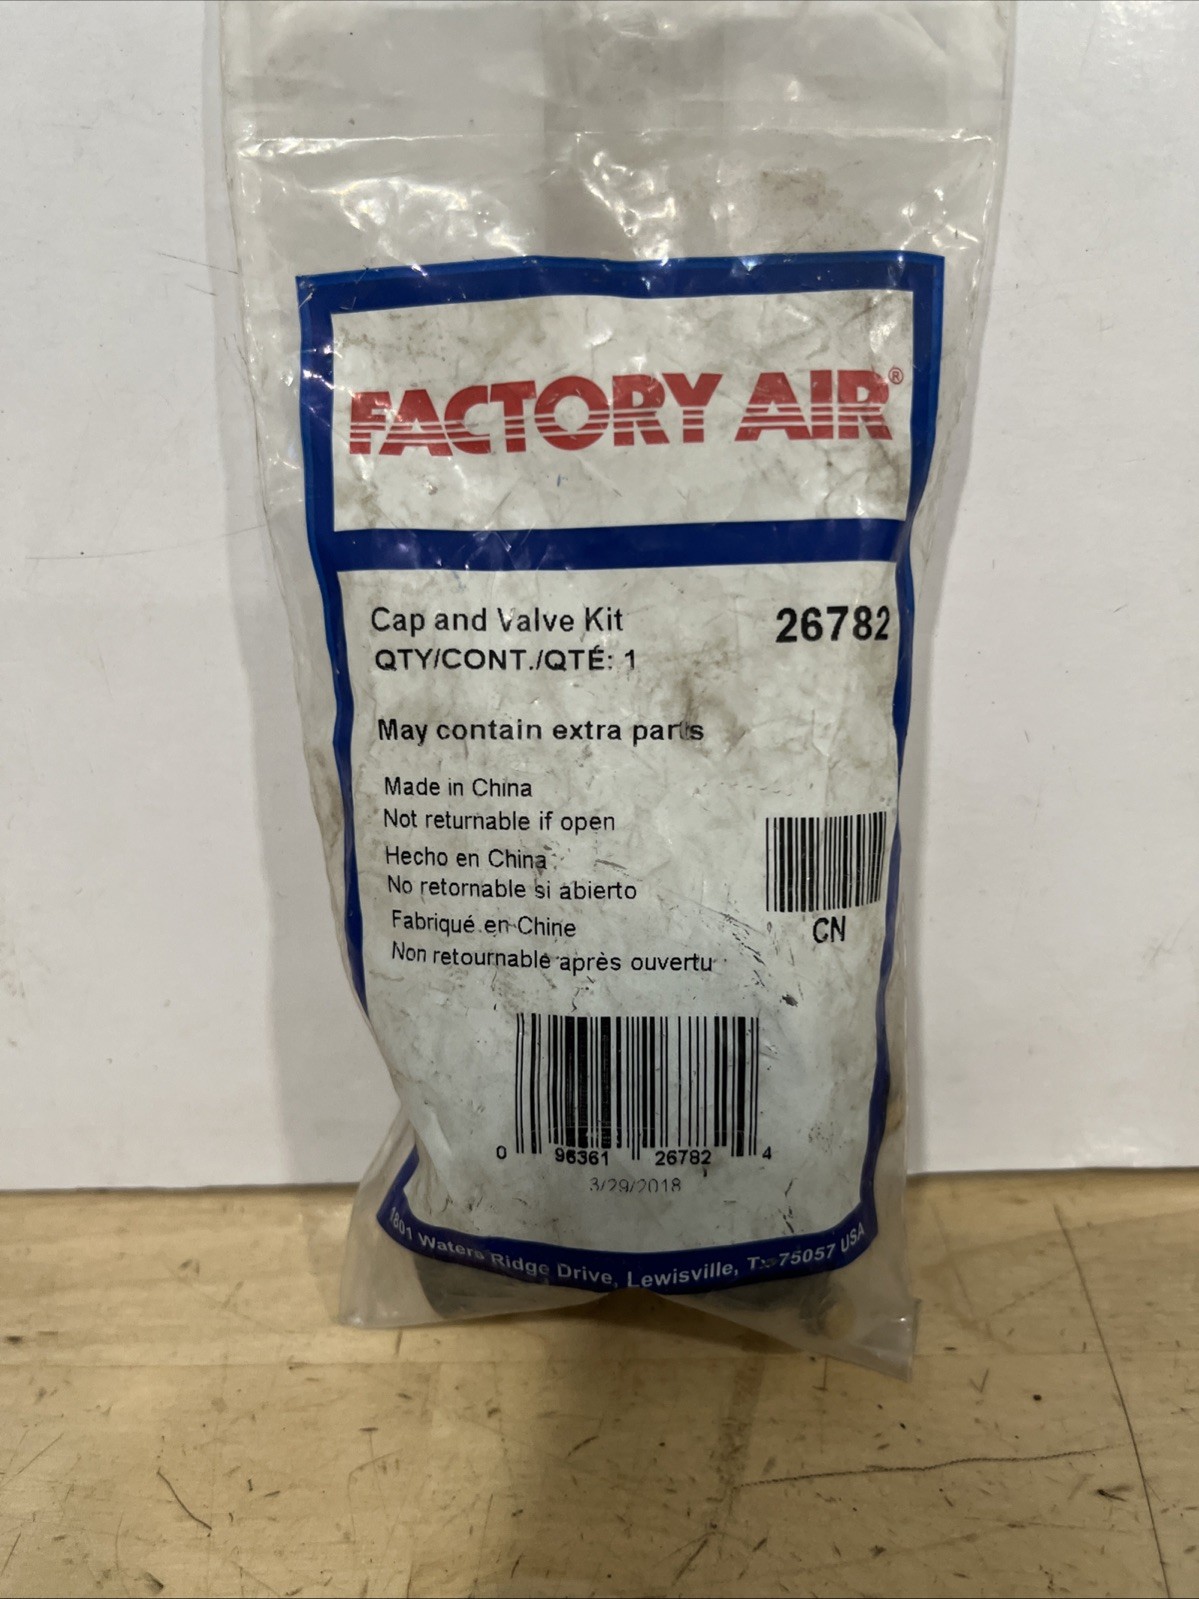 FACTORY AIR®
Cap and Valve Kit 26782
QTY/CONT./QTÉ: 1
May contain extra parts
Made in China
Not returnable if open
Hecho en China
No retornable si abierto
Fabriqué en Chine
Non retournable après ouvertu
CN
0 96361 26782 4
3/29/2018
1801 Waters Ridge Drive, Lewisville, Tx 75057 USA